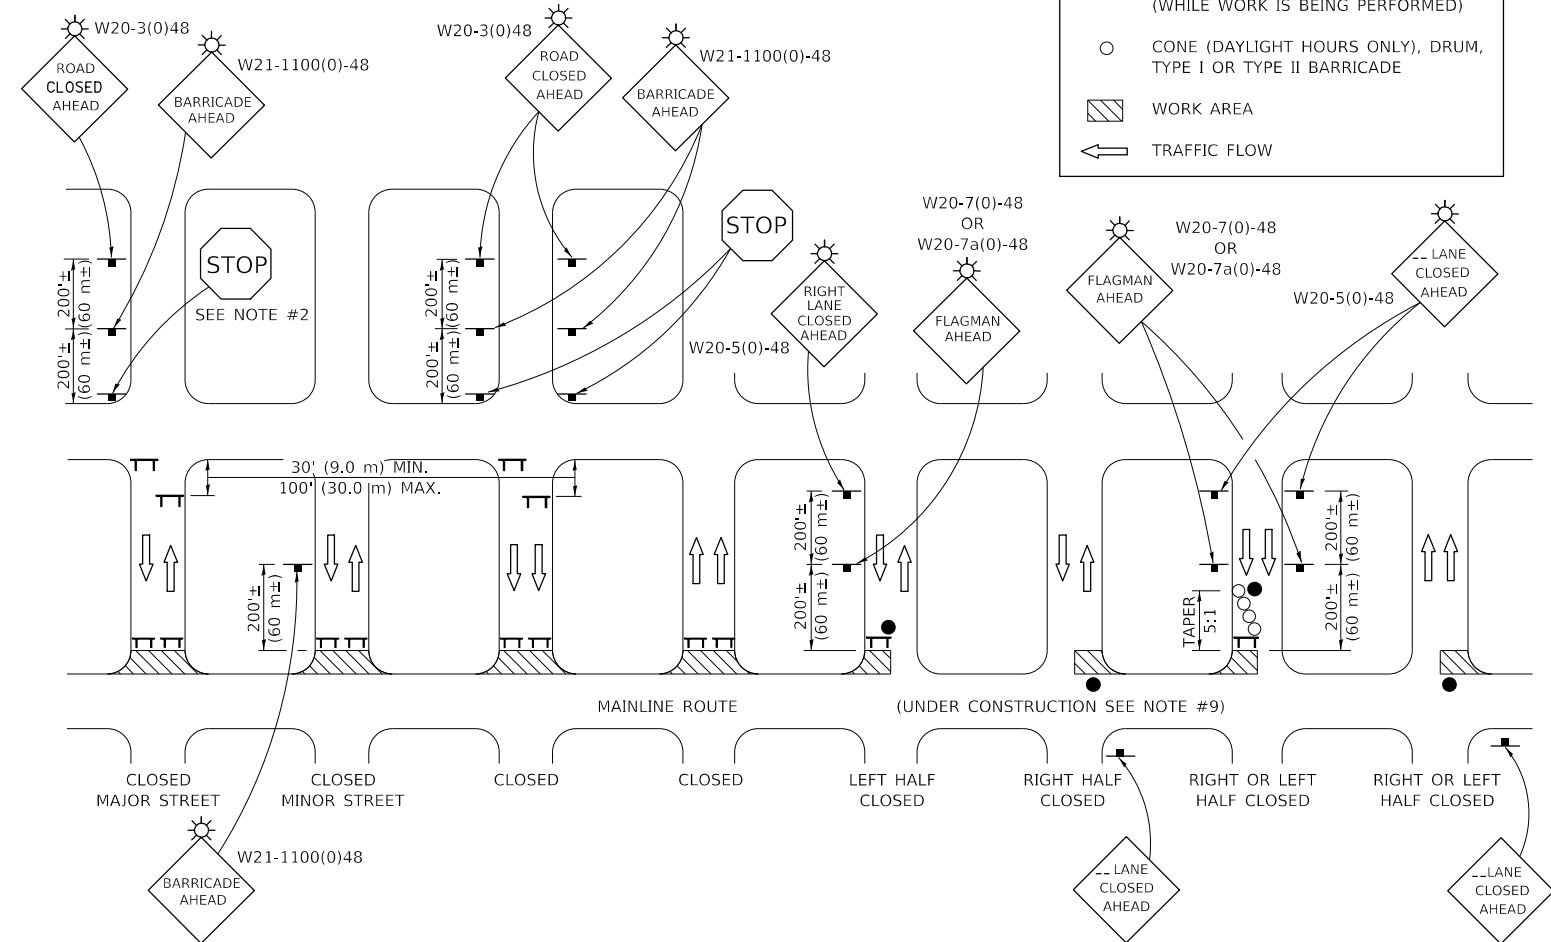 (WHILE WORK IS BEING PERFORMED)
CONE (DAYLIGHT HOURS ONLY), DRUM,
TYPE I OR TYPE II BARRICADE
WORK AREA
TRAFFIC FLOW
W20-3(0)48
ROAD
CLOSED
AHEAD
W21-1100(0)-48
BARRICADE
AHEAD
W20-3(0)48
ROAD
CLOSED
AHEAD
W21-1100(0)-48
BARRICADE
AHEAD
STOP
SEE NOTE #2
STOP
200'±
(60 m±)
200'±
(60 m±)
200'±
(60 m±)
200'±
(60 m±)
RIGHT
LANE
CLOSED
AHEAD
W20-5(0)-48
W20-7(0)-48
OR
W20-7a(0)-48
FLAGMAN
AHEAD
FLAGMAN
AHEAD
W20-7(0)-48
OR
W20-7a(0)-48
W20-5(0)-48
-- LANE
CLOSED
AHEAD
30' (9.0 m) MIN.
100' (30.0 m) MAX.
200'±
(60 m±)
200'±
(60 m±)
200'±
(60 m±)
TAPER
5:1
200'±
(60 m±)
200'±
(60 m±)
MAINLINE ROUTE
(UNDER CONSTRUCTION SEE NOTE #9)
CLOSED
MAJOR STREET
CLOSED
MINOR STREET
CLOSED
CLOSED
LEFT HALF
CLOSED
RIGHT HALF
CLOSED
RIGHT OR LEFT
HALF CLOSED
RIGHT OR LEFT
HALF CLOSED
W21-1100(0)48
BARRICADE
AHEAD
-- LANE
CLOSED
AHEAD
--LANE
CLOSED
AHEAD